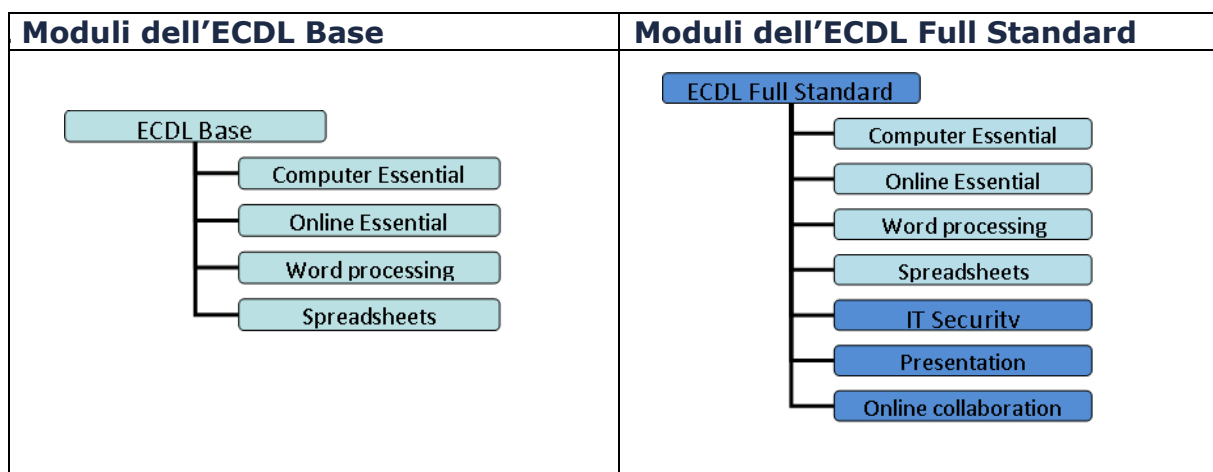 Moduli dell’ECDL Base
Moduli dell’ECDL Full Standard
ECDL Base
Computer Essential
Online Essential
Word processing
Spreadsheets
ECDL Full Standard
Computer Essential
Online Essential
Word processing
Spreadsheets
IT Security
Presentation
Online collaboration